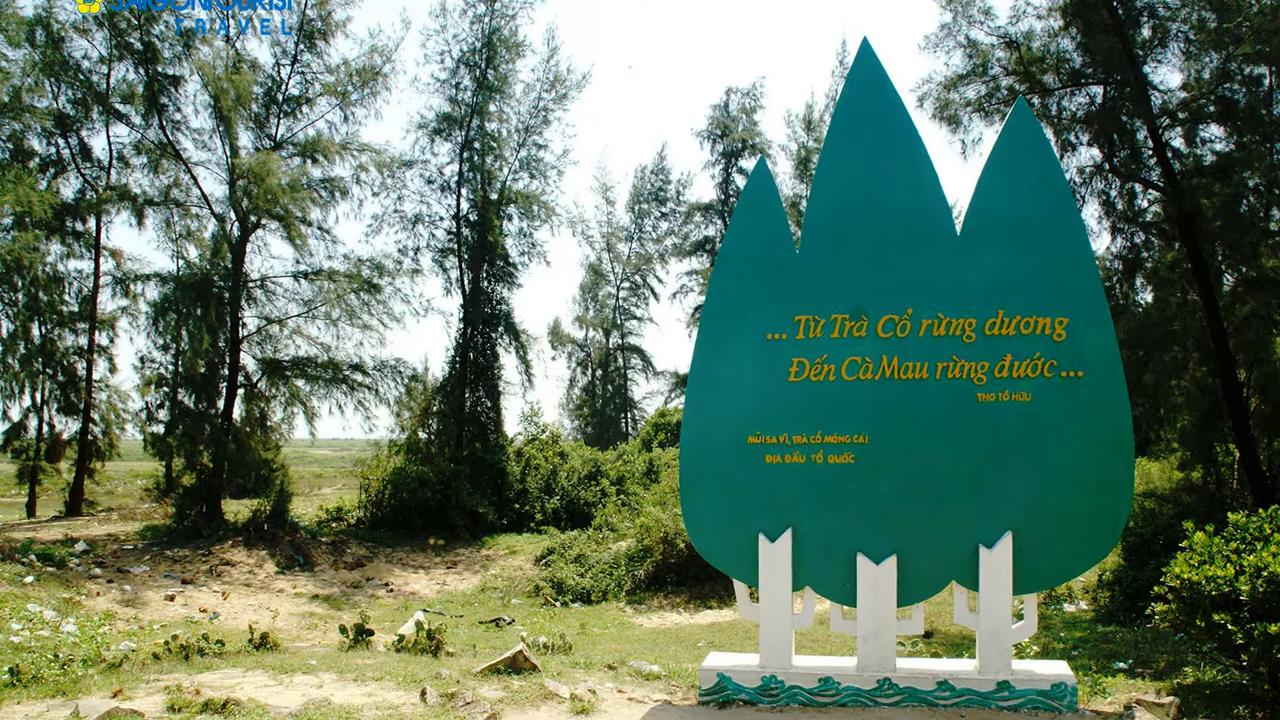 SAIGONTOURIST
TRAVEL
... Từ Trà Cổ rừng dương
Đến Cà Mau rừng đước ...
THƠ TỐ HỮU
MŨI SA VĨ, TRÀ CỔ MÓNG CÁI
ĐỊA ĐẦU TỔ QUỐC